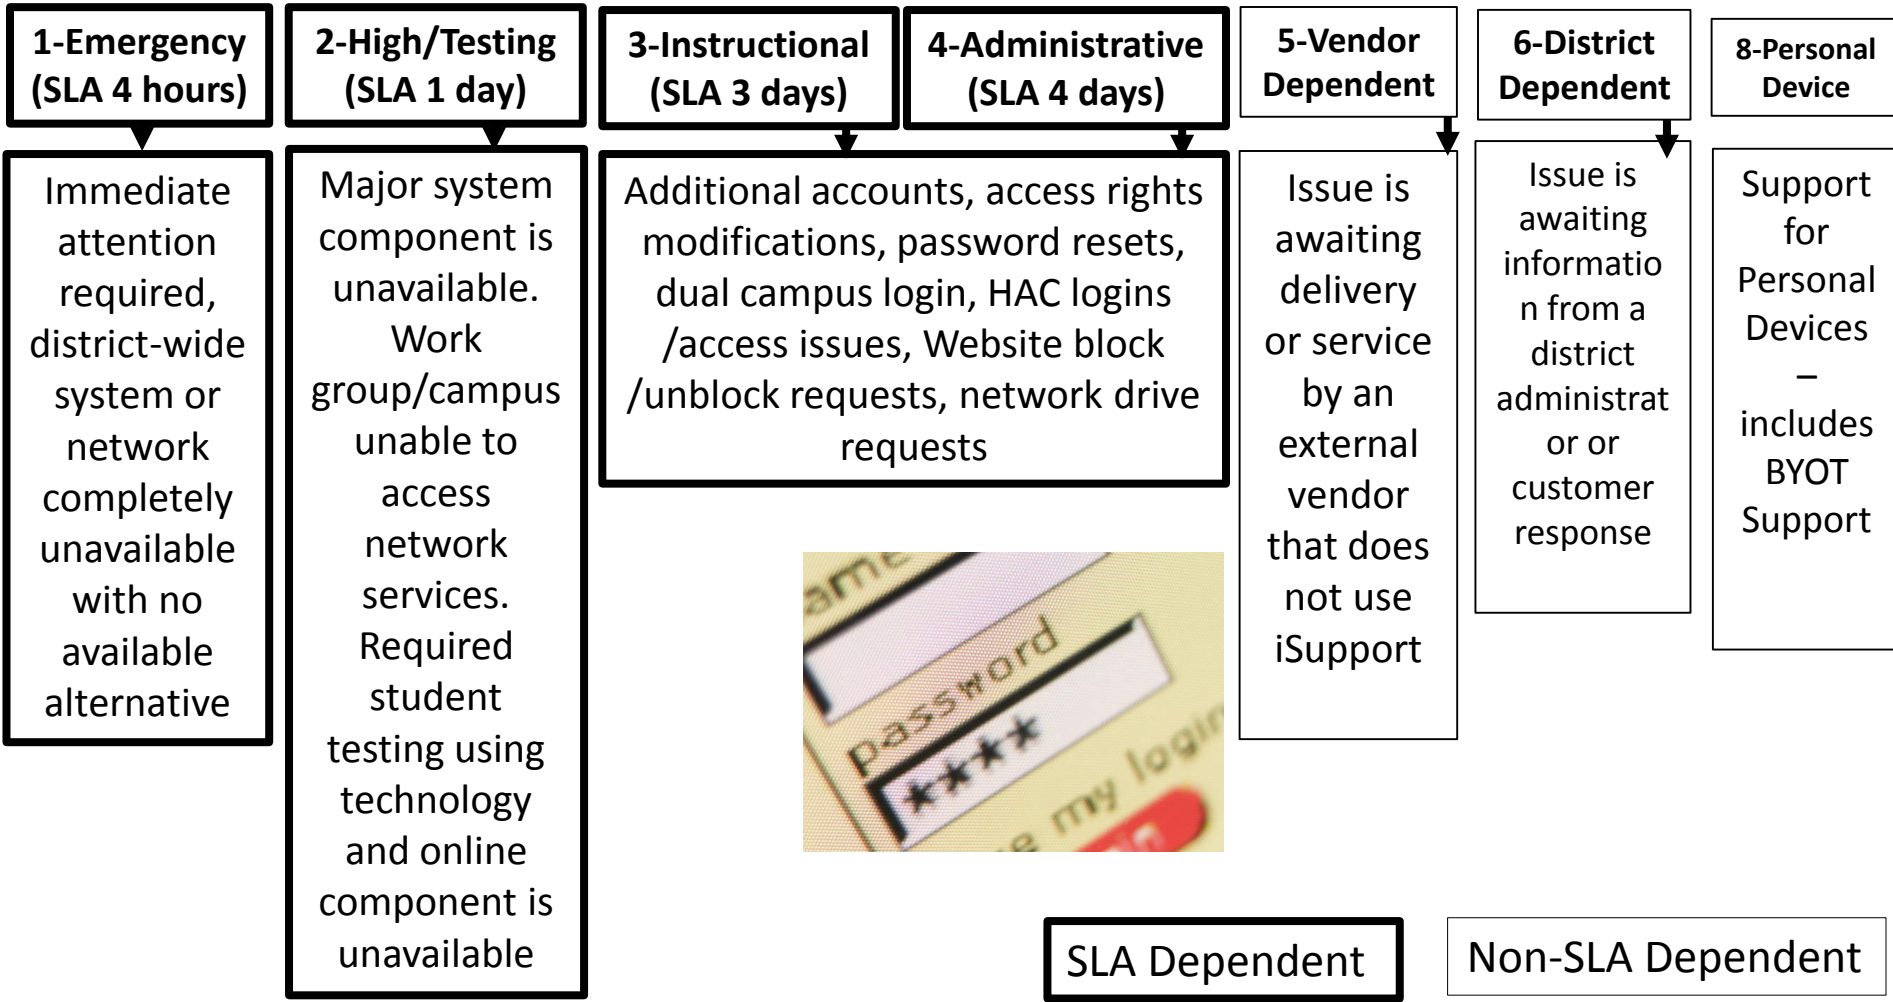 1-Emergency
(SLA 4 hours)
2-High/Testing
(SLA 1 day)
3-Instructional
(SLA 3 days)
4-Administrative
(SLA 4 days)
5-Vendor
Dependent
6-District
Dependent
8-Personal
Device
Immediate
attention
required,
district-wide
system or
network
completely
unavailable
with no
available
alternative
Major system
component is
unavailable.
Work
group/campus
unable to
access
network
services.
Required
student
testing using
technology
and online
component is
unavailable
Additional accounts, access rights
modifications, password resets,
dual campus login, HAC logins
/access issues, Website block
/unblock requests, network drive
requests
Issue is
awaiting
delivery
or service
by an
external
vendor
that does
not use
iSupport
Issue is
awaiting
informatio
n from a
district
administrat
or or
customer
response
Support
for
Personal
Devices
–
includes
BYOT
Support
ame
password
****
my login
SLA Dependent
Non-SLA Dependent